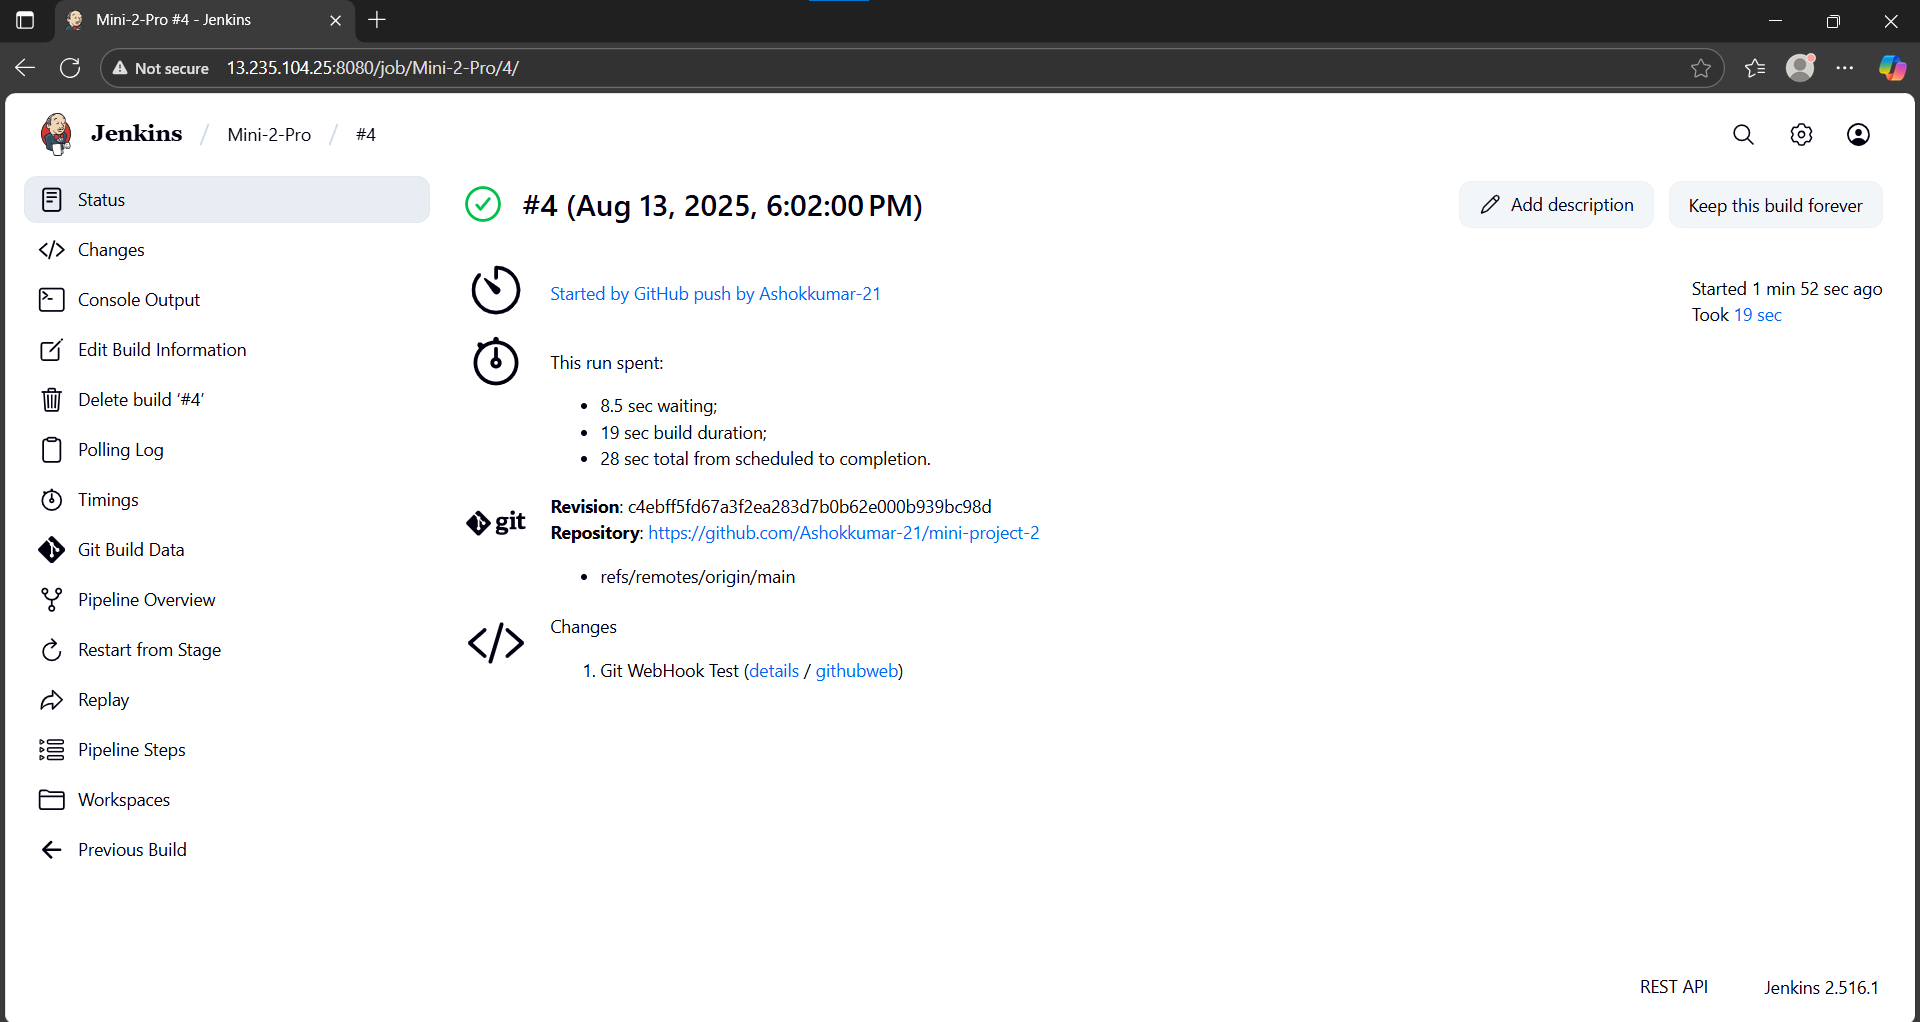 Mini-2-Pro #4 - Jenkins
Not secure 13.235.104.25:8080/job/Mini-2-Pro/4/
Jenkins / Mini-2-Pro / #4
Status
Changes
Console Output
Edit Build Information
Delete build ‘#4’
Polling Log
Timings
Git Build Data
Pipeline Overview
Restart from Stage
Replay
Pipeline Steps
Workspaces
Previous Build
#4 (Aug 13, 2025, 6:02:00 PM)
Add description
Keep this build forever
Started by GitHub push by Ashokkumar-21
Started 1 min 52 sec ago
Took 19 sec
This run spent:
• 8.5 sec waiting;
• 19 sec build duration;
• 28 sec total from scheduled to completion.
git
Revision: c4ebff5fd67a3f2ea283d7b0b62e000b939bc98d
Repository: https://github.com/Ashokkumar-21/mini-project-2
• refs/remotes/origin/main
Changes
1. Git WebHook Test (details / githubweb)
REST API
Jenkins 2.516.1